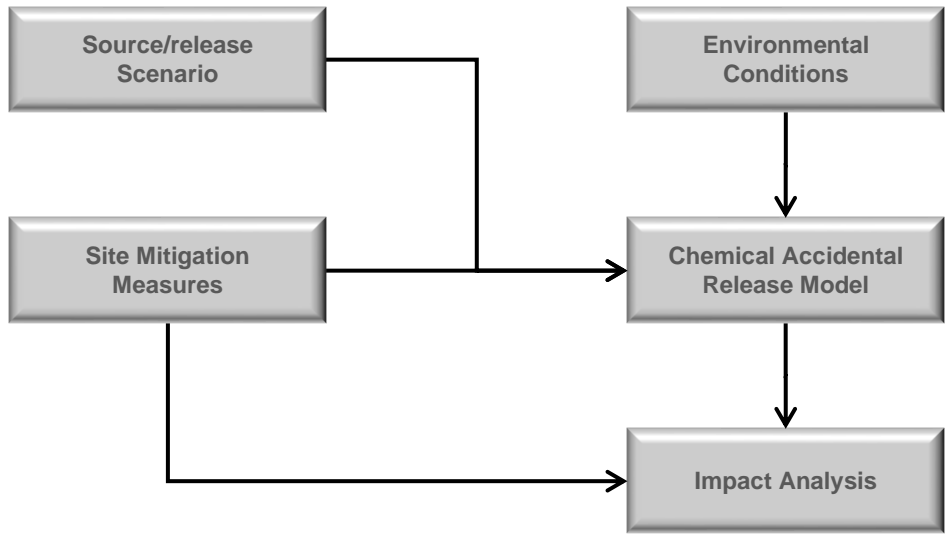 Source/release
Scenario
Environmental
Conditions
Site Mitigation
Measures
Chemical Accidental
Release Model
Impact Analysis